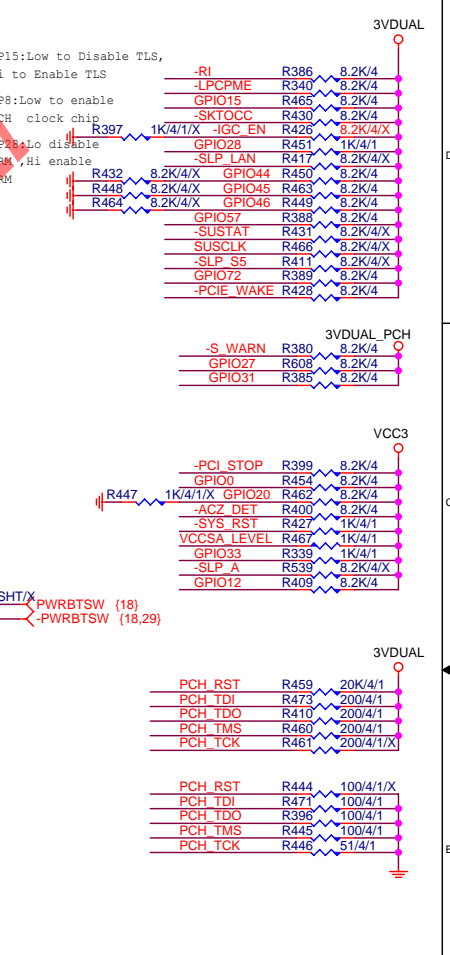 3VDUAL
P15:Low to Disable TLS,
i to Enable TLS
P8:Low to enable
CH clock chip
P28:Lo disable
RM ,Hi enable
RM
-RI R386 8.2K/4
-LPCPME R340 8.2K/4
GPIO15 R465 8.2K/4
-SKTOCC R430 8.2K/4
R397 1K/4/1/X -IGC_EN R426 8.2K/4/X
GPIO28 R451 1K/4/1
-SLP_LAN R417 8.2K/4/X
R432 8.2K/4/X GPIO44 R450 8.2K/4
R448 8.2K/4/X GPIO45 R463 8.2K/4
R464 8.2K/4/X GPIO46 R449 8.2K/4
GPIO57 R388 8.2K/4
-SUSTAT R431 8.2K/4/X
SUSCLK R466 8.2K/4/X
-SLP_S5 R411 8.2K/4/X
GPIO72 R389 8.2K/4
-PCIE_WAKE R428 8.2K/4
D
3VDUAL_PCH
-S_WARN R380 8.2K/4
GPIO27 R608 8.2K/4
GPIO31 R385 8.2K/4
VCC3
-PCI_STOP R399 8.2K/4
GPIO0 R454 8.2K/4
R447 1K/4/1/X GPIO20 R462 8.2K/4
-ACZ_DET R400 8.2K/4
-SYS_RST R427 1K/4/1
VCCSA_LEVEL R467 1K/4/1
GPIO33 R339 1K/4/1
-SLP_A R539 8.2K/4/X
GPIO12 R409 8.2K/4
C
SHT/X
PWRBTSW {18}
-PWRBTSW {18,29}
3VDUAL
PCH_RST R459 20K/4/1
PCH_TDI R473 200/4/1
PCH_TDO R410 200/4/1
PCH_TMS R460 200/4/1
PCH_TCK R461 200/4/1/X
PCH_RST R444 100/4/1/X
PCH_TDI R471 100/4/1
PCH_TDO R396 100/4/1
PCH_TMS R445 100/4/1
PCH_TCK R446 51/4/1
B